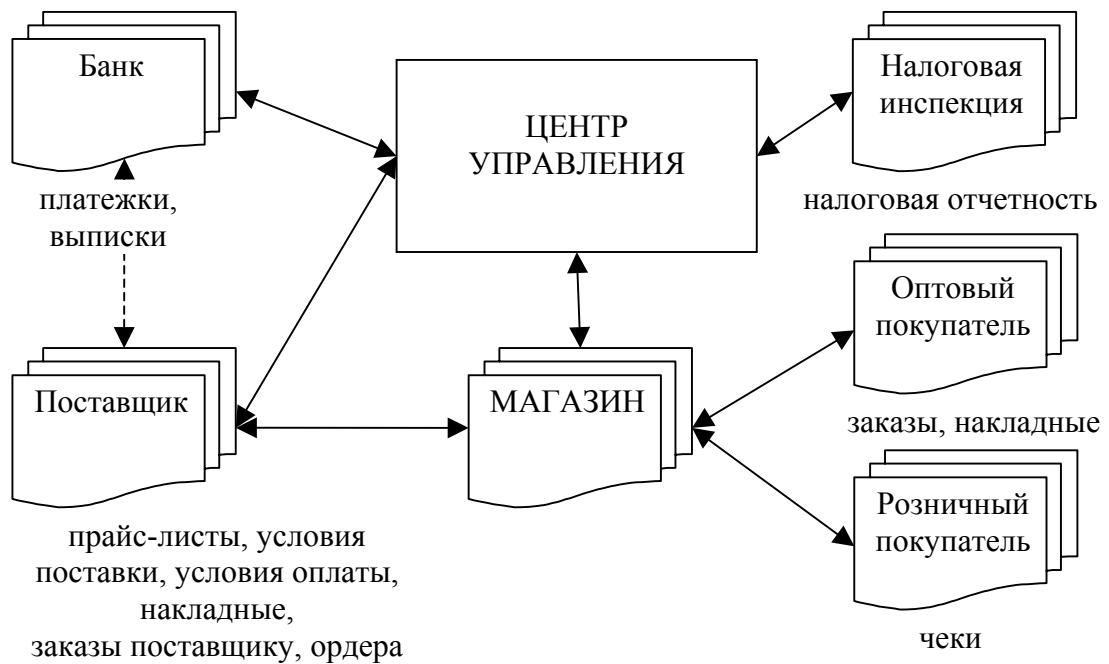 Банк
ЦЕНТР
УПРАВЛЕНИЯ
Налоговая
инспекция
платежки,
выписки
налоговая отчетность
Оптовый
покупатель
заказы, накладные
Поставщик
МАГАЗИН
Розничный
покупатель
чеки
прайс-листы, условия
поставки, условия оплаты,
накладные,
заказы поставщику, ордера